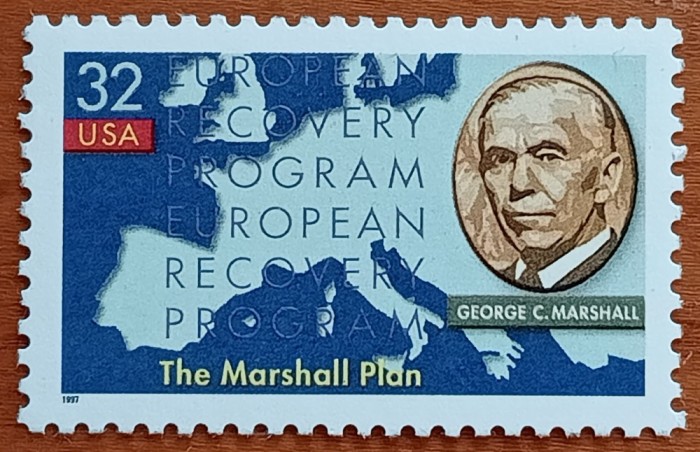 32
USA
EUROPEAN
RECOVERY
PROGRAM
EUROPEAN
RECOVERY
PROGRAM
GEORGE C. MARSHALL
The Marshall Plan
1997